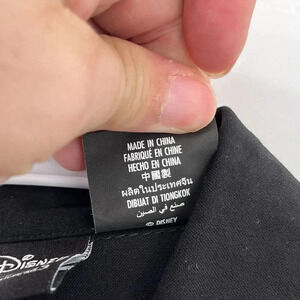 MADE IN CHINA
FABRIQUÉ EN CHINE
HECHO EN CHINA
中國製
ผลิตในประเทศจีน
DIBUAT DI TIONGKOK
صنع في الصين
© DISNEY
DISNEY